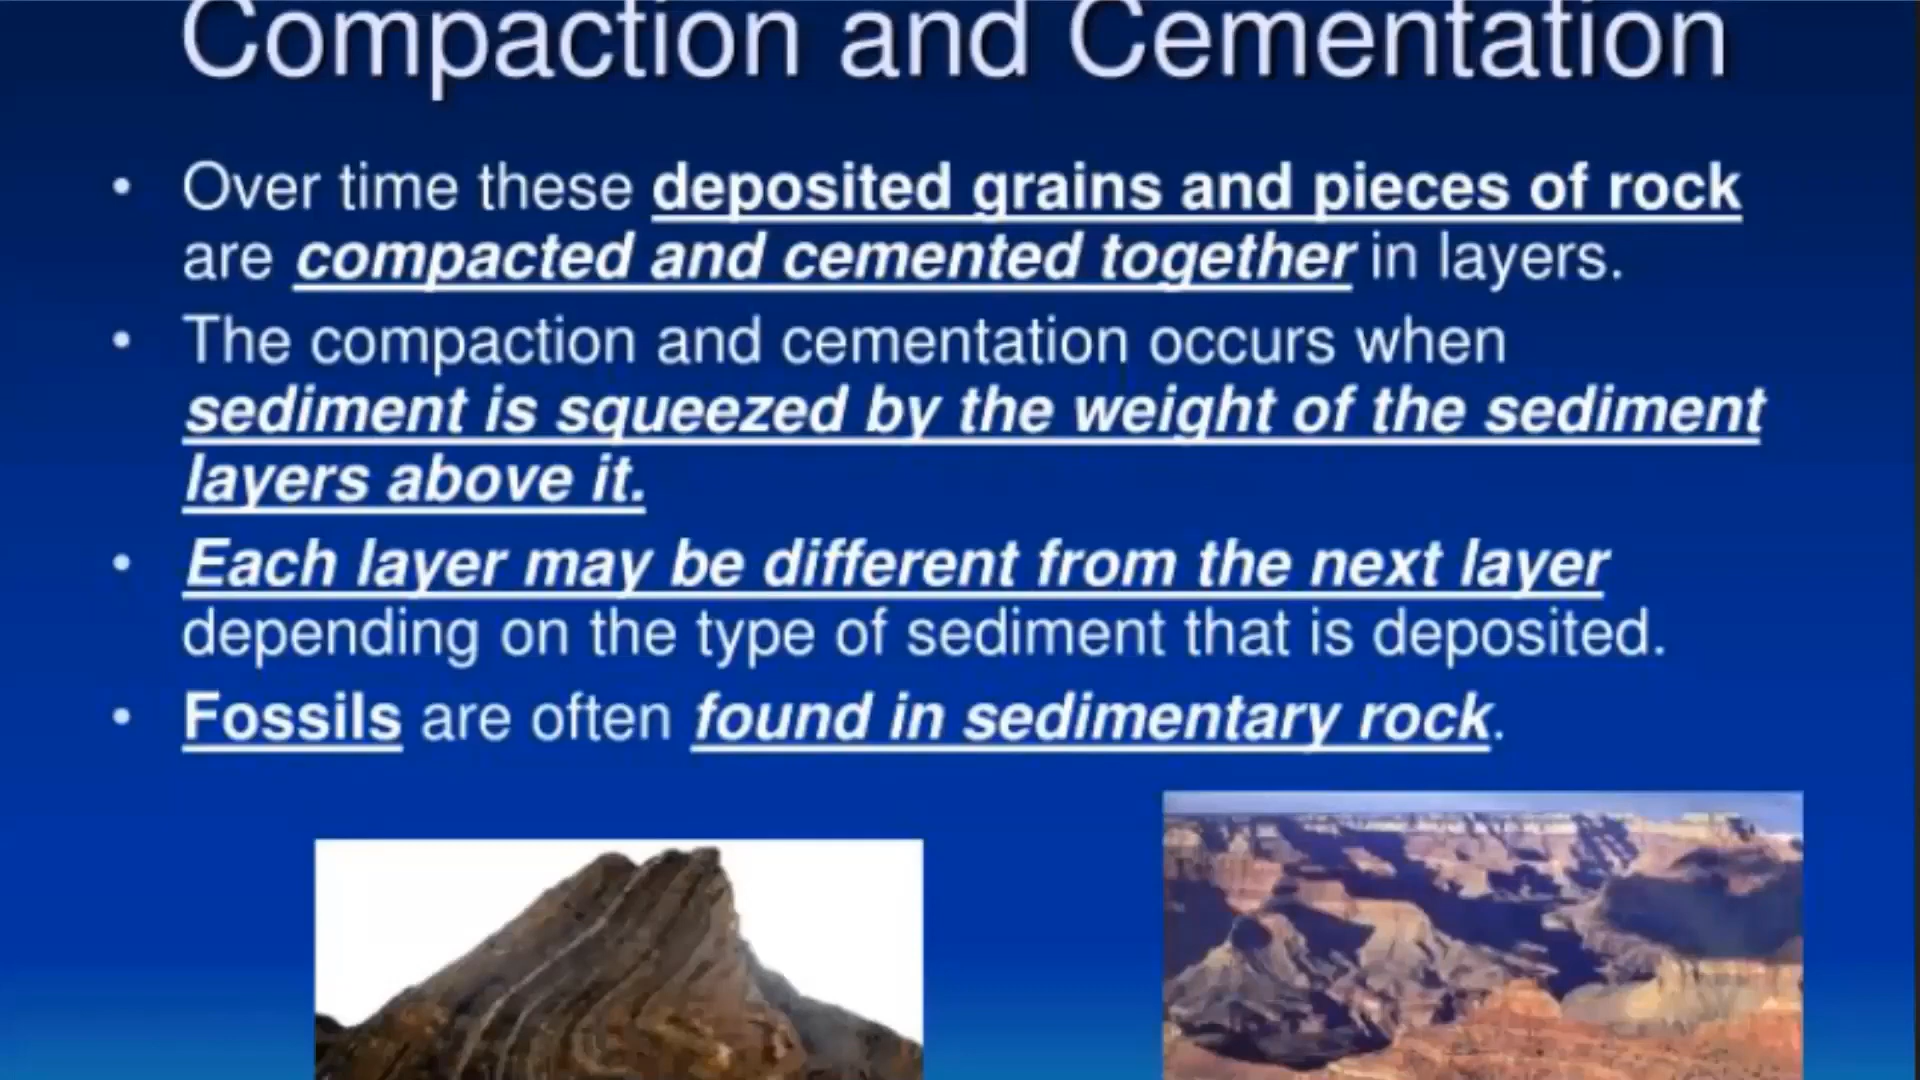 Compaction and Cementation
• Over time these deposited grains and pieces of rock
are compacted and cemented together in layers.
• The compaction and cementation occurs when
sediment is squeezed by the weight of the sediment
layers above it.
• Each layer may be different from the next layer
depending on the type of sediment that is deposited.
• Fossils are often found in sedimentary rock.